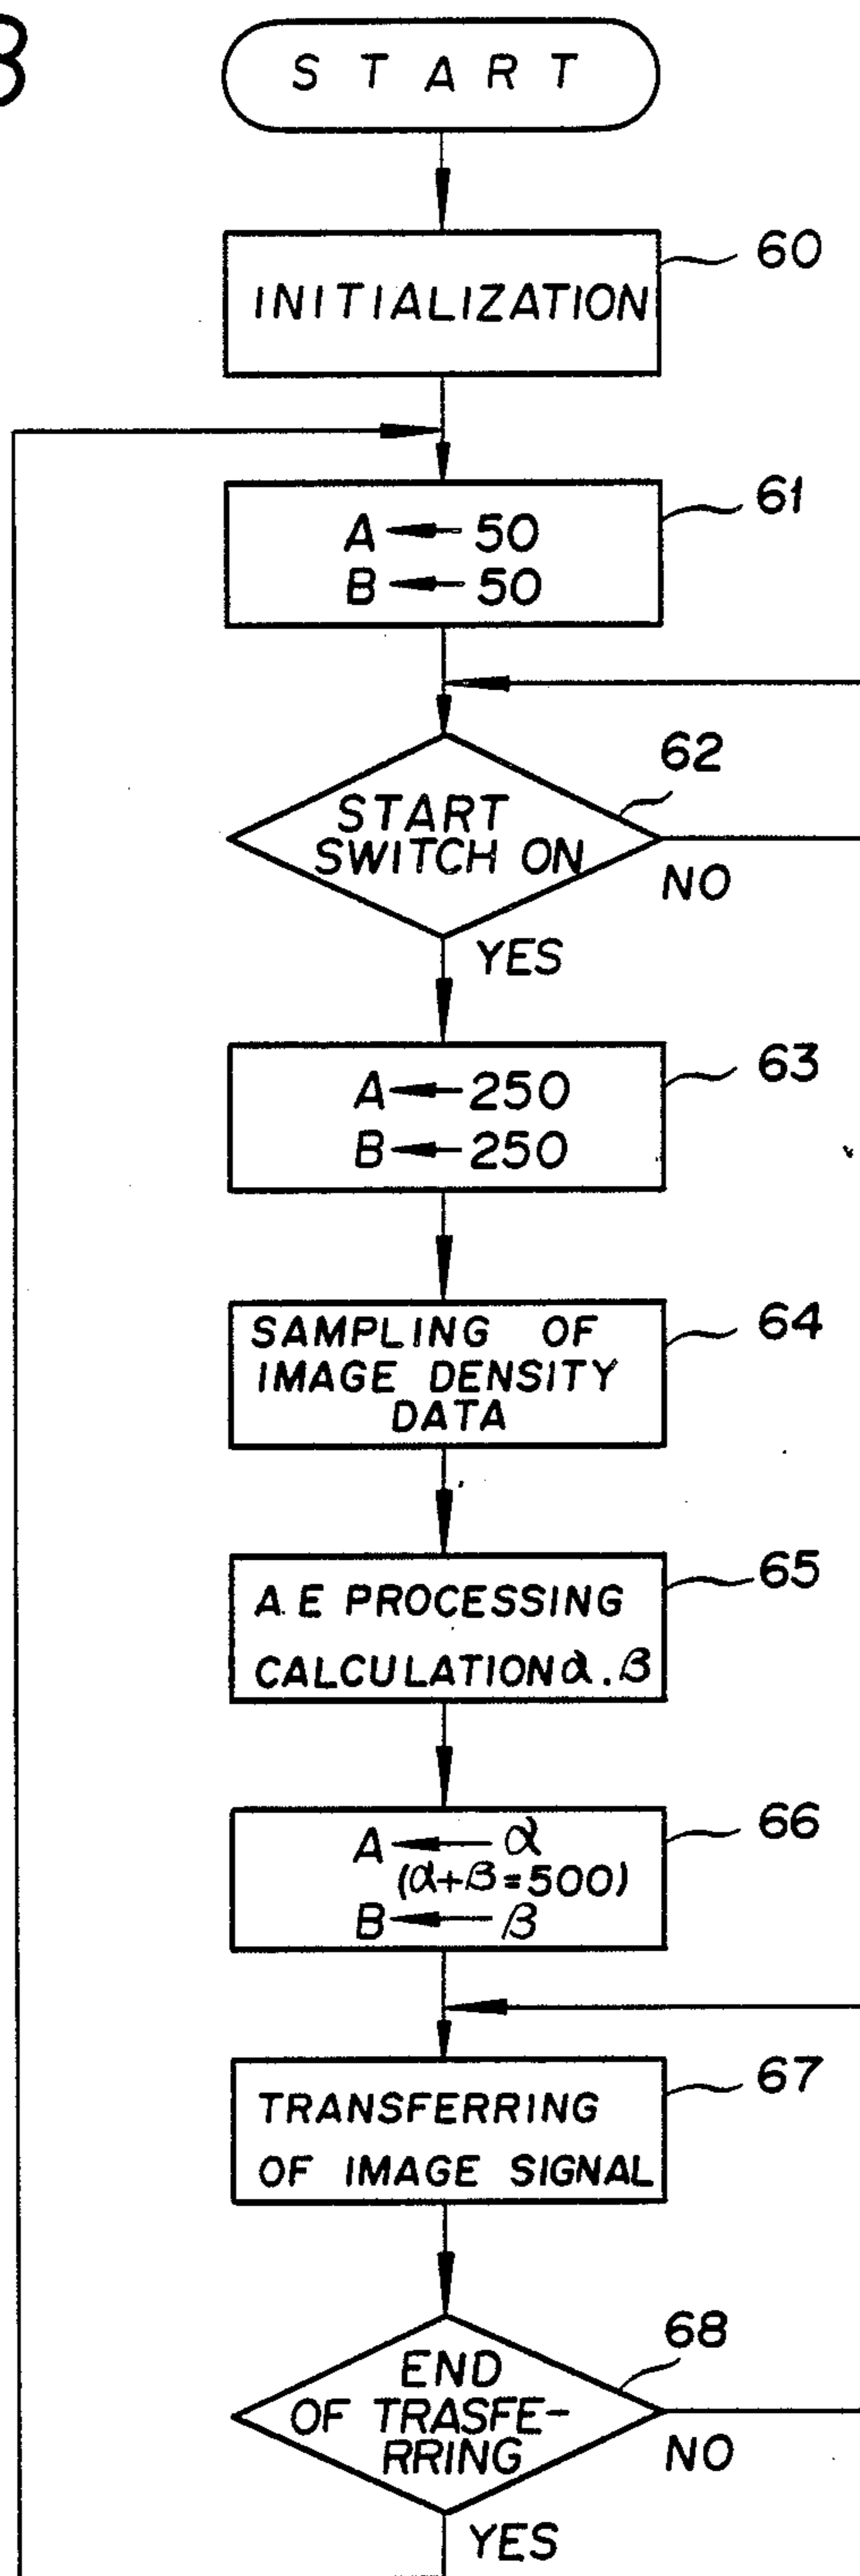 START
60
INITIALIZATION
61
A ← 50
B ← 50
62
START
SWITCH ON
NO
YES
63
A ← 250
B ← 250
64
SAMPLING OF
IMAGE DENSITY
DATA
65
A.E PROCESSING
CALCULATION α.β
66
A ← α
(α+β=500)
B ← β
67
TRANSFERRING
OF IMAGE SIGNAL
68
END
OF TRASFE-
RRING
NO
YES